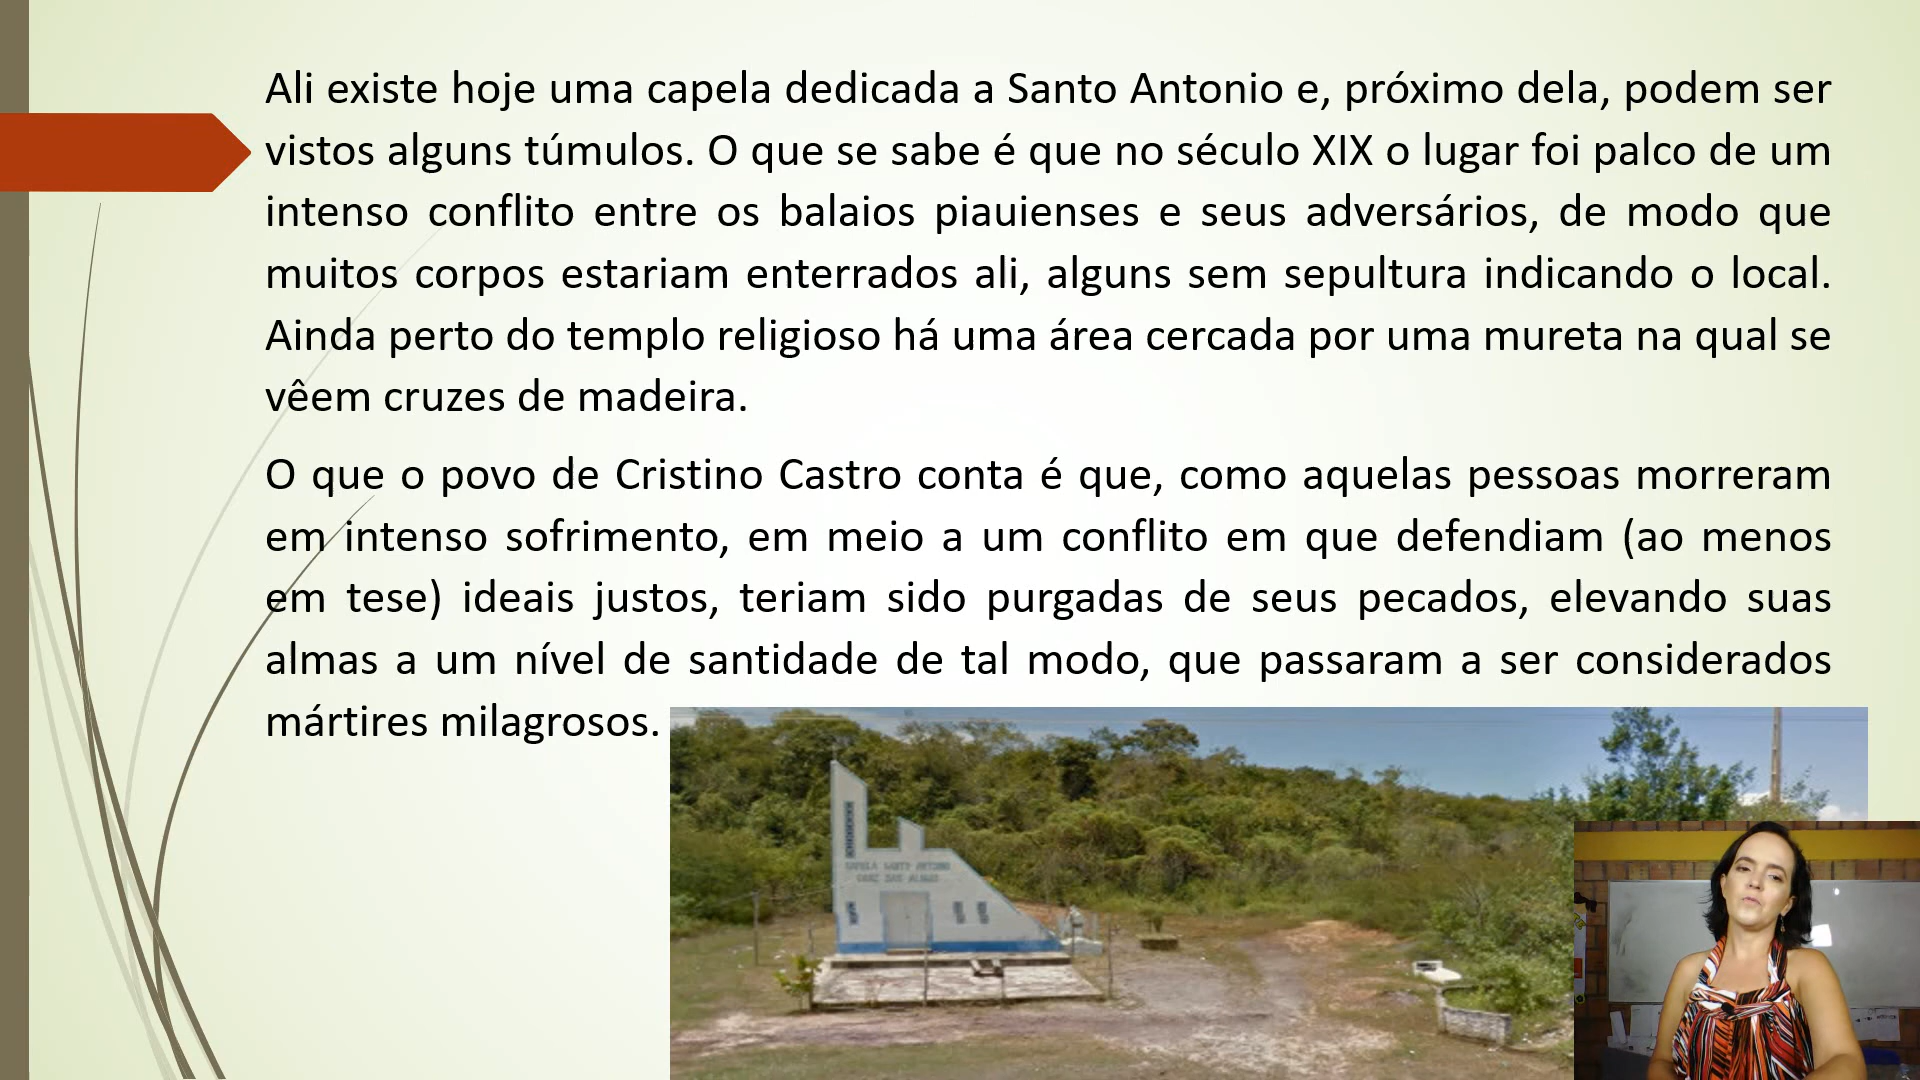 Ali existe hoje uma capela dedicada a Santo Antonio e, próximo dela, podem ser
vistos alguns túmulos. O que se sabe é que no século XIX o lugar foi palco de um
intenso conflito entre os balaios piauienses e seus adversários, de modo que
muitos corpos estariam enterrados ali, alguns sem sepultura indicando o local.
Ainda perto do templo religioso há uma área cercada por uma mureta na qual se
vêem cruzes de madeira.
O que o povo de Cristino Castro conta é que, como aquelas pessoas morreram
em intenso sofrimento, em meio a um conflito em que defendiam (ao menos
em tese) ideais justos, teriam sido purgadas de seus pecados, elevando suas
almas a um nível de santidade de tal modo, que passaram a ser considerados
mártires milagrosos.
CAPELA SANTO ANTONIO
CRUZ DAS ALMAS